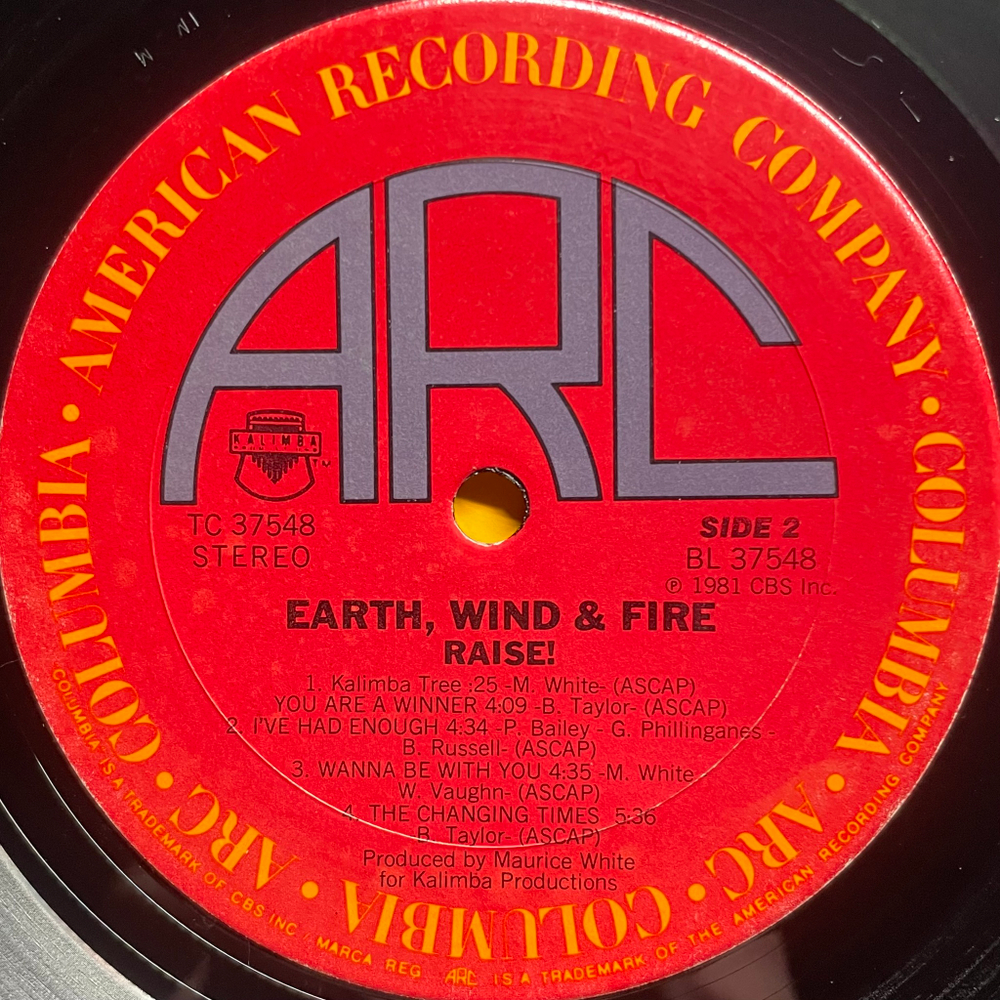 • AMERICAN RECORDING COMPANY • COLUMBIA • ARC • COLUMBIA • ARC • COLUMBIA
ARC
KALIMBA
TM
TC 37548
STEREO
SIDE 2
BL 37548
℗ 1981 CBS Inc.
EARTH, WIND & FIRE
RAISE!
1. Kalimba Tree :25 -M. White- (ASCAP)
YOU ARE A WINNER 4:09 -B. Taylor- (ASCAP)
2. I'VE HAD ENOUGH 4:34 -P. Bailey - G. Phillinganes -
B. Russell- (ASCAP)
3. WANNA BE WITH YOU 4:35 -M. White -
W. Vaughn- (ASCAP)
4. THE CHANGING TIMES 5:36
B. Taylor- (ASCAP)
Produced by Maurice White
for Kalimba Productions
COLUMBIA IS A TRADEMARK OF CBS INC. MARCA REG. ARC IS A TRADEMARK OF THE AMERICAN RECORDING COMPANY